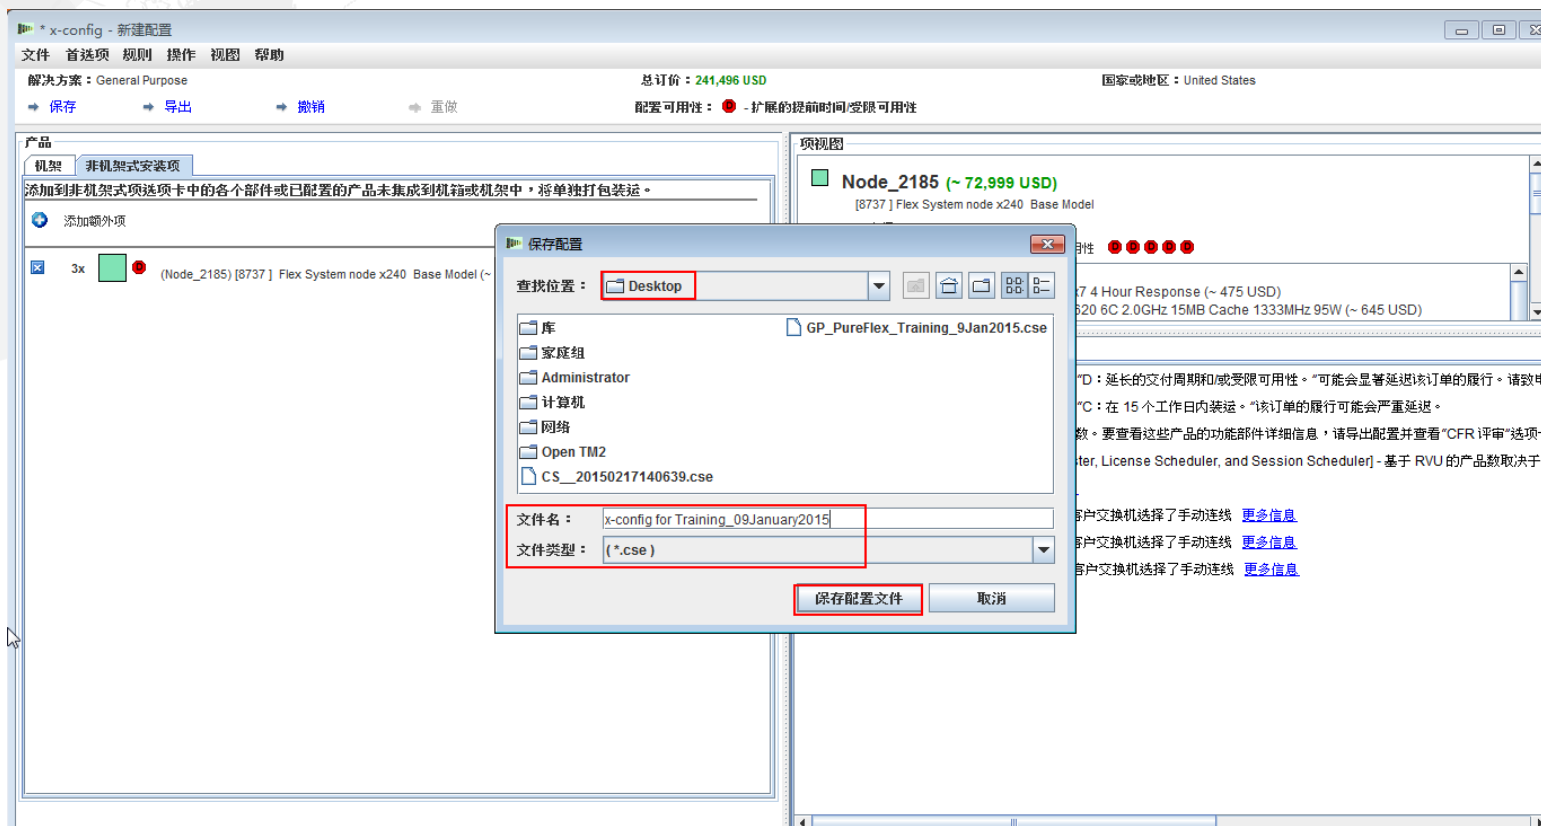 * x-config - 新建配置
文件 首选项 规则 操作 视图 帮助
解决方案：General Purpose
总订价：241,496 USD
国家或地区：United States
保存 导出 撤销 重做
配置可用性： D - 扩展的提前时间/受限可用性
产品
机架 非机架式安装项
添加到非机架式项选项卡中的各个部件或已配置的产品未集成到机箱或机架中，将单独打包装运。
添加额外项
3x D (Node_2185) [8737 ] Flex System node x240 Base Model (~
项视图
Node_2185 (~ 72,999 USD)
[8737 ] Flex System node x240 Base Model
用性 D D D D D
x7 4 Hour Response (~ 475 USD)
620 6C 2.0GHz 15MB Cache 1333MHz 95W (~ 645 USD)
"D：延长的交付周期和/或受限可用性。"可能会显著延迟该订单的履行。请致电
"C：在 15 个工作日内装运。"该订单的履行可能会严重延迟。
数。要查看这些产品的功能部件详细信息，请导出配置并查看"CFR 评审"选项卡
ter, License Scheduler, and Session Scheduler] - 基于 RVU 的产品数取决于
客户交换机选择了手动连线 更多信息
客户交换机选择了手动连线 更多信息
客户交换机选择了手动连线 更多信息
保存配置
查找位置： Desktop
库
家庭组
Administrator
计算机
网络
Open TM2
CS__20150217140639.cse
GP_PureFlex_Training_9Jan2015.cse
文件名： x-config for Training_09January2015
文件类型： ( *.cse )
保存配置文件 取消